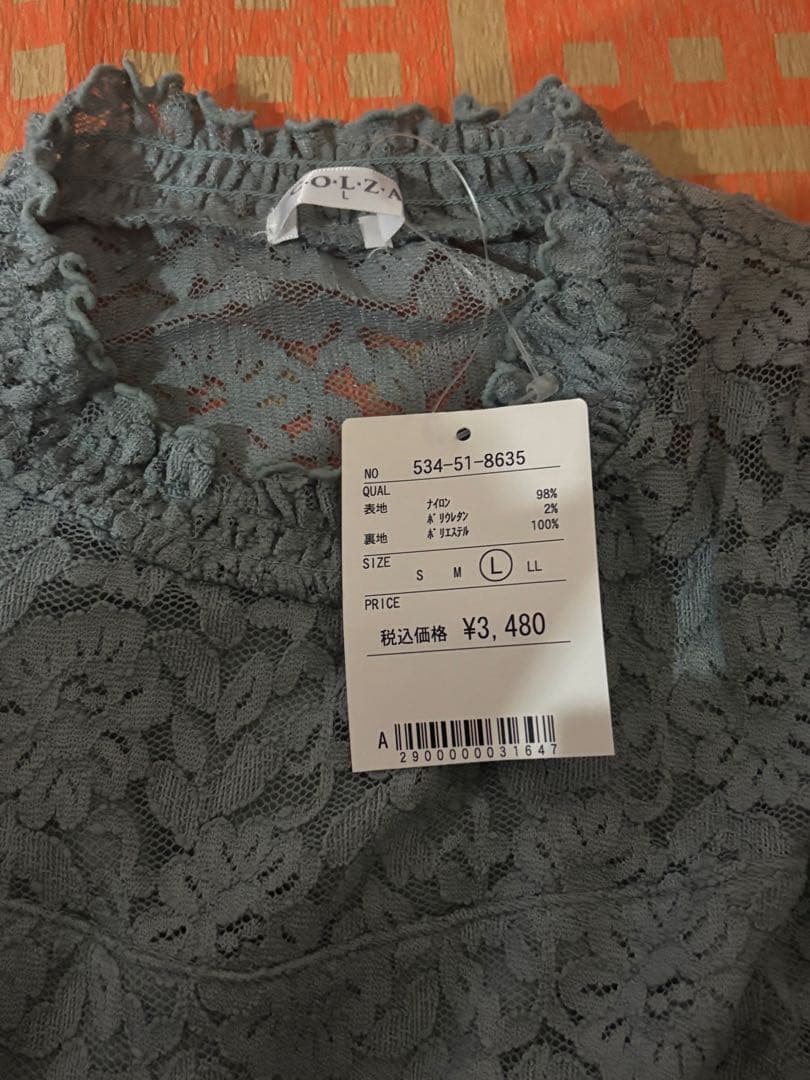 O·L·Z·A
L
NO 534-51-8635
QUAL
表地 ナイロン 98%
ポリウレタン 2%
裏地 ポリエステル 100%
SIZE S M L LL
PRICE
税込価格 ¥3,480
A
2900000031647